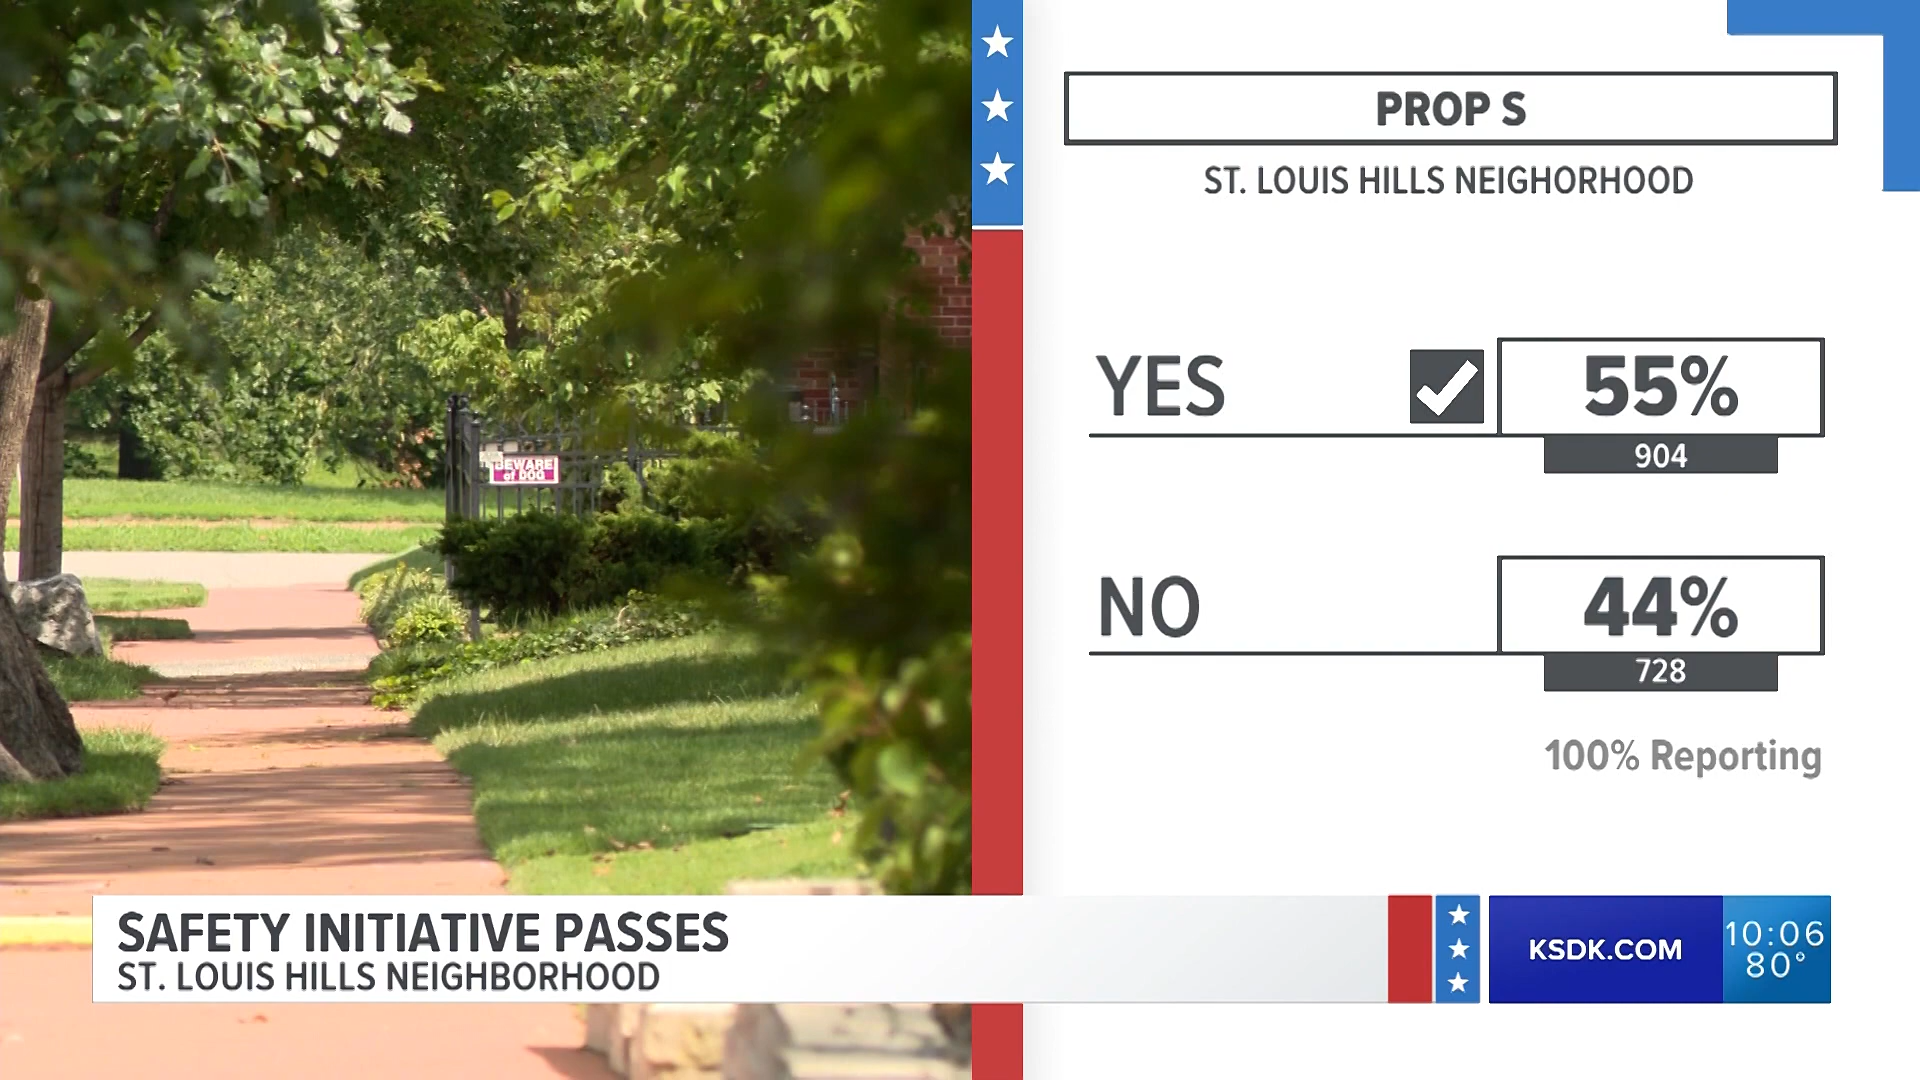 PROP S
ST. LOUIS HILLS NEIGHORHOOD
YES
55%
904
NO
44%
728
100% Reporting
BEWARE
of DOG
SAFETY INITIATIVE PASSES
ST. LOUIS HILLS NEIGHBORHOOD
KSDK.COM
10:06
80°